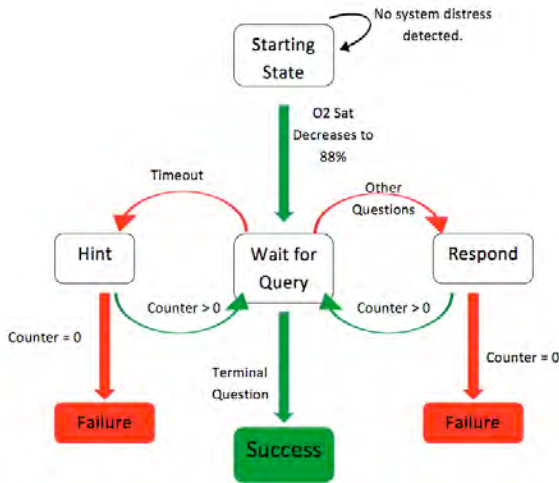 No system distress
detected.
Starting
State
O2 Sat
Decreases to
88%
Timeout
Other
Questions
Hint
Wait for
Query
Respond
Counter > 0
Counter > 0
Counter = 0
Counter = 0
Terminal
Question
Failure
Success
Failure